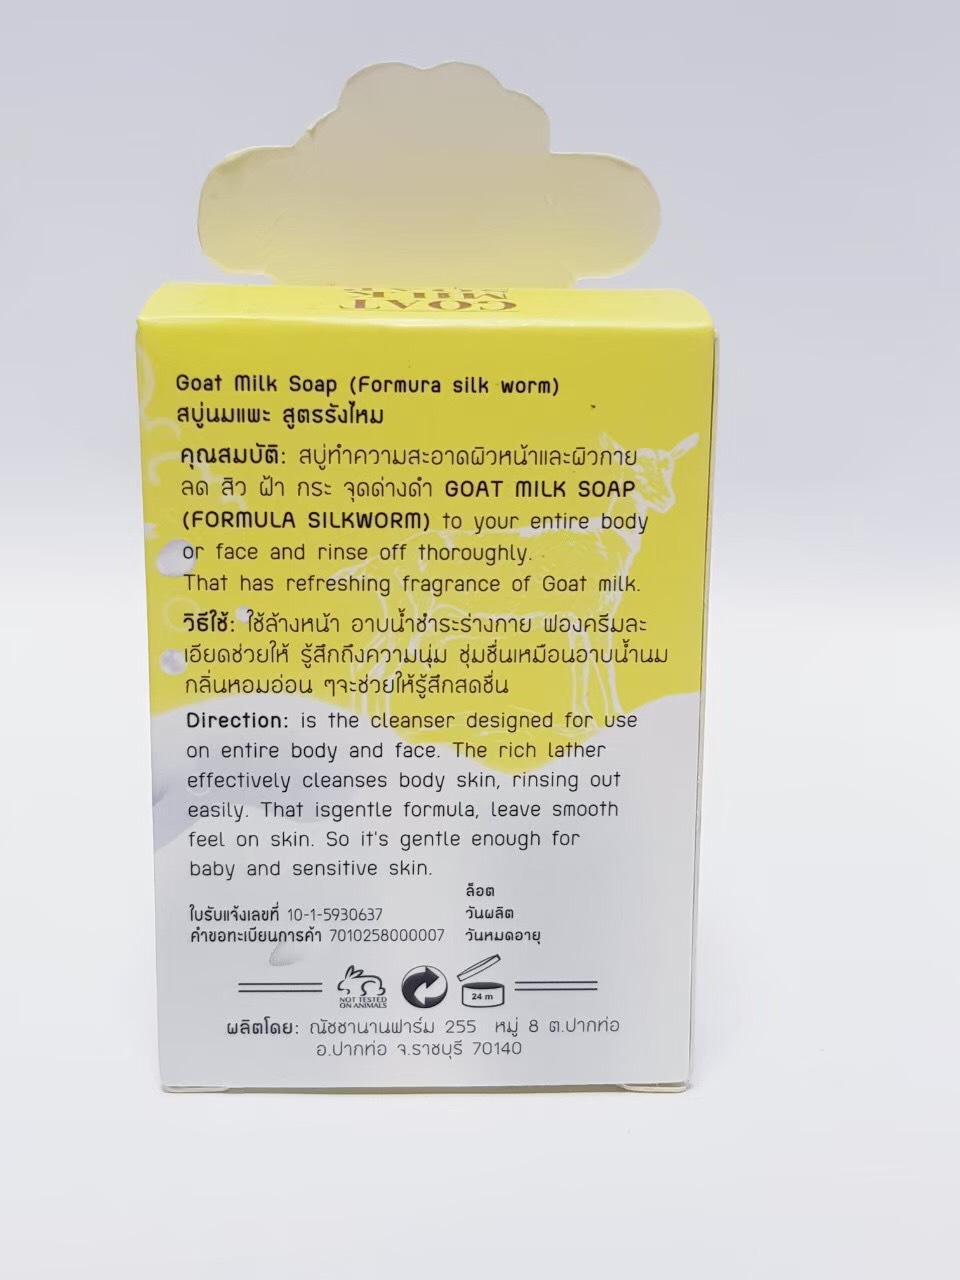 GOAT
MILK
Goat Milk Soap (Formura silk worm)
สบู่นมแพะ สูตรรังไหม
คุณสมบัติ: สบู่ทำความสะอาดผิวหน้าและผิวกาย
ลด สิว ฝ้า กระ จุดด่างดำ GOAT MILK SOAP
(FORMULA SILKWORM) to your entire body
or face and rinse off thoroughly.
That has refreshing fragrance of Goat milk.
วิธีใช้: ใช้ล้างหน้า อาบน้ำชำระร่างกาย ฟองครีมละ
เอียดช่วยให้ รู้สึกถึงความนุ่ม ชุ่มชื่นเหมือนอาบน้ำนม
กลิ่นหอมอ่อน ๆจะช่วยให้รู้สึกสดชื่น
Direction: is the cleanser designed for use
on entire body and face. The rich lather
effectively cleanses body skin, rinsing out
easily. That isgentle formula, leave smooth
feel on skin. So it's gentle enough for
baby and sensitive skin.
ล็อต
ใบรับแจ้งเลขที่ 10-1-5930637 วันผลิต
คำขอทะเบียนการค้า 7010258000007 วันหมดอายุ
NOT TESTED
ON ANIMALS
24 m
ผลิตโดย: ณัชชานานฟาร์ม 255 หมู่ 8 ต.ปากท่อ
อ.ปากท่อ จ.ราชบุรี 70140